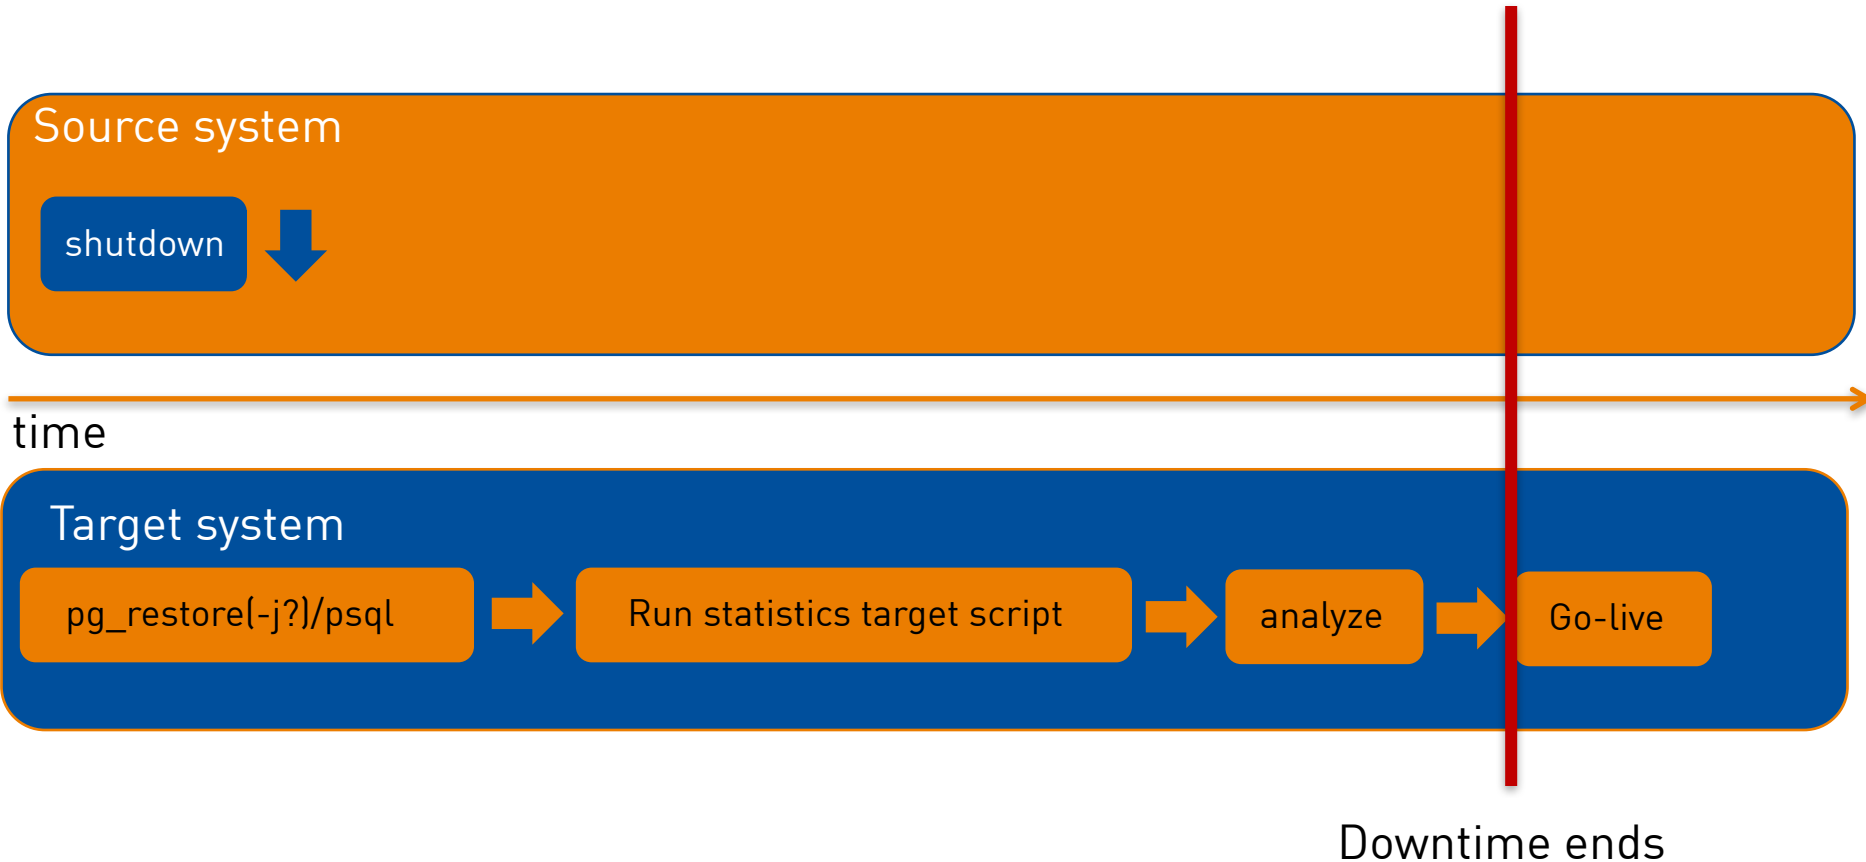 Source system
shutdown
time
Target system
pg_restore(-j?)/psql
Run statistics target script
analyze
Go-live
Downtime ends